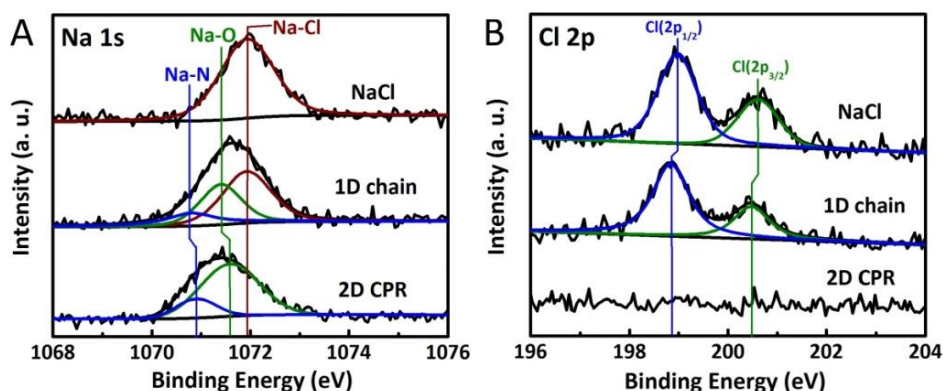 A
Na 1s
Na-O
Na-Cl
Na-N
NaCl
1D chain
2D CPR
Intensity (a. u.)
1068 1070 1072 1074 1076
Binding Energy (eV)
B
Cl 2p
Cl(2p1/2)
Cl(2p3/2)
NaCl
1D chain
2D CPR
Intensity (a. u.)
196 198 200 202 204
Binding Energy (eV)